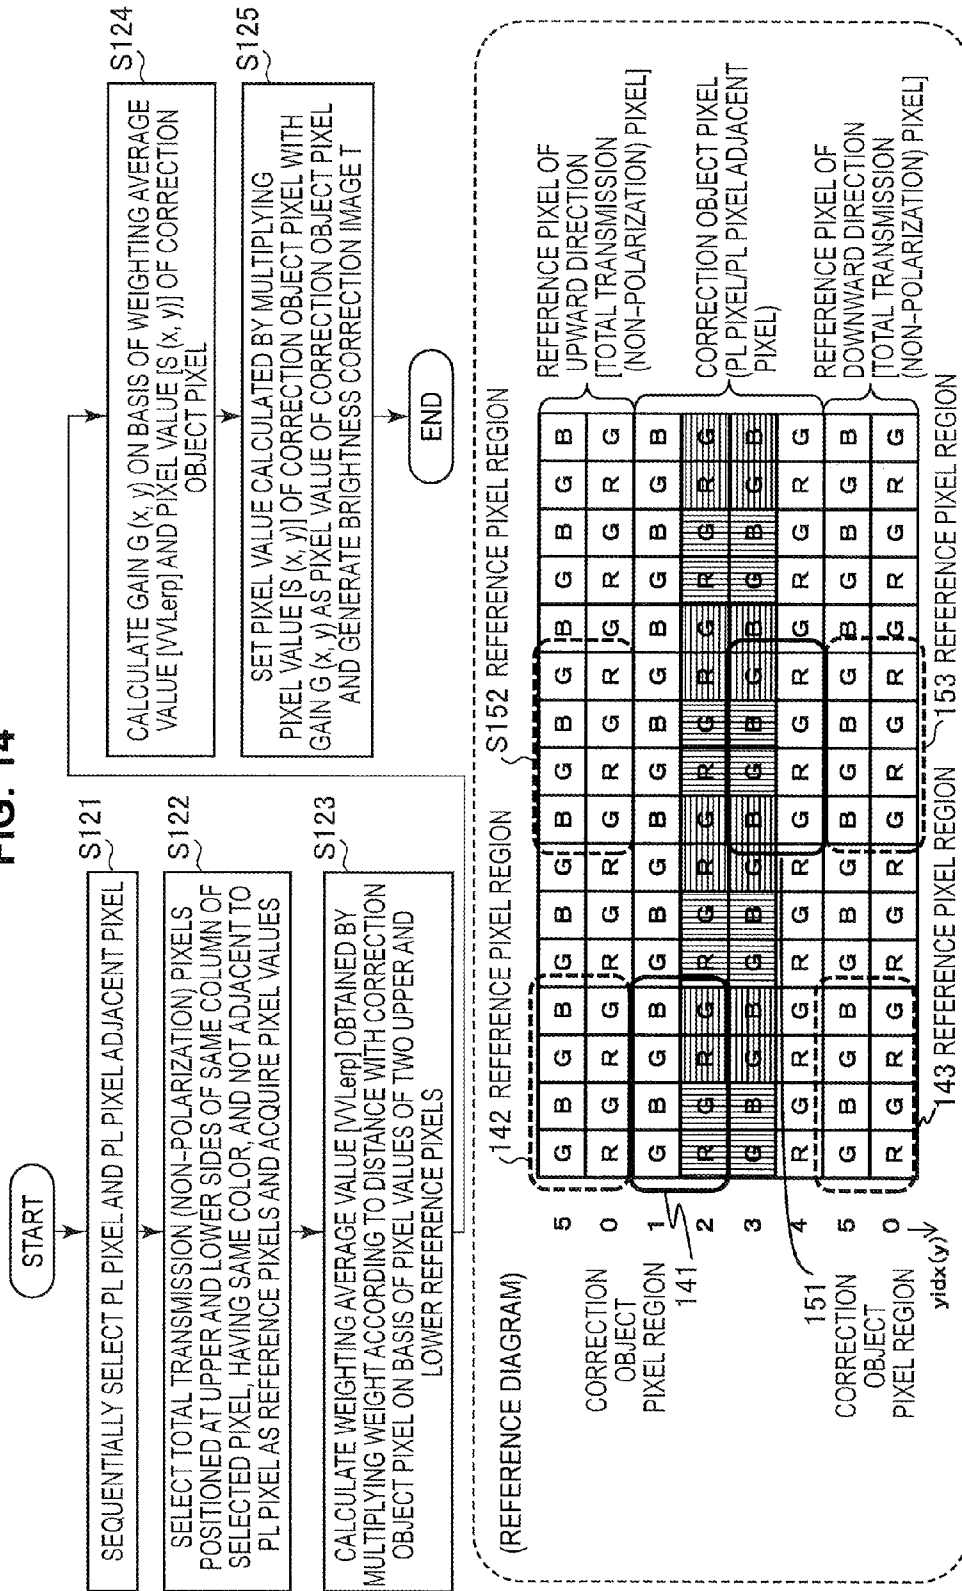 FIG. 14
START
SEQUENTIALLY SELECT PL PIXEL AND PL PIXEL ADJACENT PIXEL
S121
SELECT TOTAL TRANSMISSION (NON-POLARIZATION) PIXELS
POSITIONED AT UPPER AND LOWER SIDES OF SAME COLUMN OF
SELECTED PIXEL, HAVING SAME COLOR, AND NOT ADJACENT TO
PL PIXEL AS REFERENCE PIXELS AND ACQUIRE PIXEL VALUES
S122
CALCULATE WEIGHTING AVERAGE VALUE [VVLerp] OBTAINED BY
MULTIPLYING WEIGHT ACCORDING TO DISTANCE WITH CORRECTION
OBJECT PIXEL ON BASIS OF PIXEL VALUES OF TWO UPPER AND
LOWER REFERENCE PIXELS
S123
CALCULATE GAIN G (x, y) ON BASIS OF WEIGHTING AVERAGE
VALUE [VVLerp] AND PIXEL VALUE [S (x, y)] OF CORRECTION
OBJECT PIXEL
S124
SET PIXEL VALUE CALCULATED BY MULTIPLYING
PIXEL VALUE [S (x, y)] OF CORRECTION OBJECT PIXEL WITH
GAIN G (x, y) AS PIXEL VALUE OF CORRECTION OBJECT PIXEL
AND GENERATE BRIGHTNESS CORRECTION IMAGE T
S125
END
(REFERENCE DIAGRAM)
142 REFERENCE PIXEL REGION
S152 REFERENCE PIXEL REGION
5 G B G B G B G B G B G B G B G B
0 R G R G R G R G R G R G R G R G
1 G B G B G B G B G B G B G B G B
2 R G R G R G R G R G R G R G R G
3 G B G B G B G B G B G B G B G B
4 R G R G R G R G R G R G R G R G
5 G B G B G B G B G B G B G B G B
0 R G R G R G R G R G R G R G R G
yidx(y)
CORRECTION
OBJECT
PIXEL REGION
141
151
CORRECTION
OBJECT
PIXEL REGION
143 REFERENCE PIXEL REGION
153 REFERENCE PIXEL REGION
REFERENCE PIXEL OF
UPWARD DIRECTION
[TOTAL TRANSMISSION
(NON-POLARIZATION) PIXEL]
CORRECTION OBJECT PIXEL
(PL PIXEL/PL PIXEL ADJACENT
PIXEL)
REFERENCE PIXEL OF
DOWNWARD DIRECTION
[TOTAL TRANSMISSION
(NON-POLARIZATION) PIXEL]